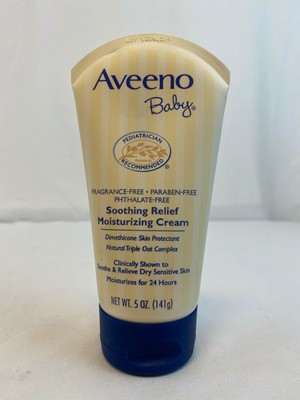 Aveeno
Baby®
PEDIATRICIAN
RECOMMENDED
FRAGRANCE-FREE • PARABEN-FREE
PHTHALATE-FREE
Soothing Relief
Moisturizing Cream
Dimethicone Skin Protectant
Natural Triple Oat Complex
Clinically Shown to
Soothe & Relieve Dry Sensitive Skin
Moisturizes for 24 Hours
NET WT. 5 OZ. (141g)